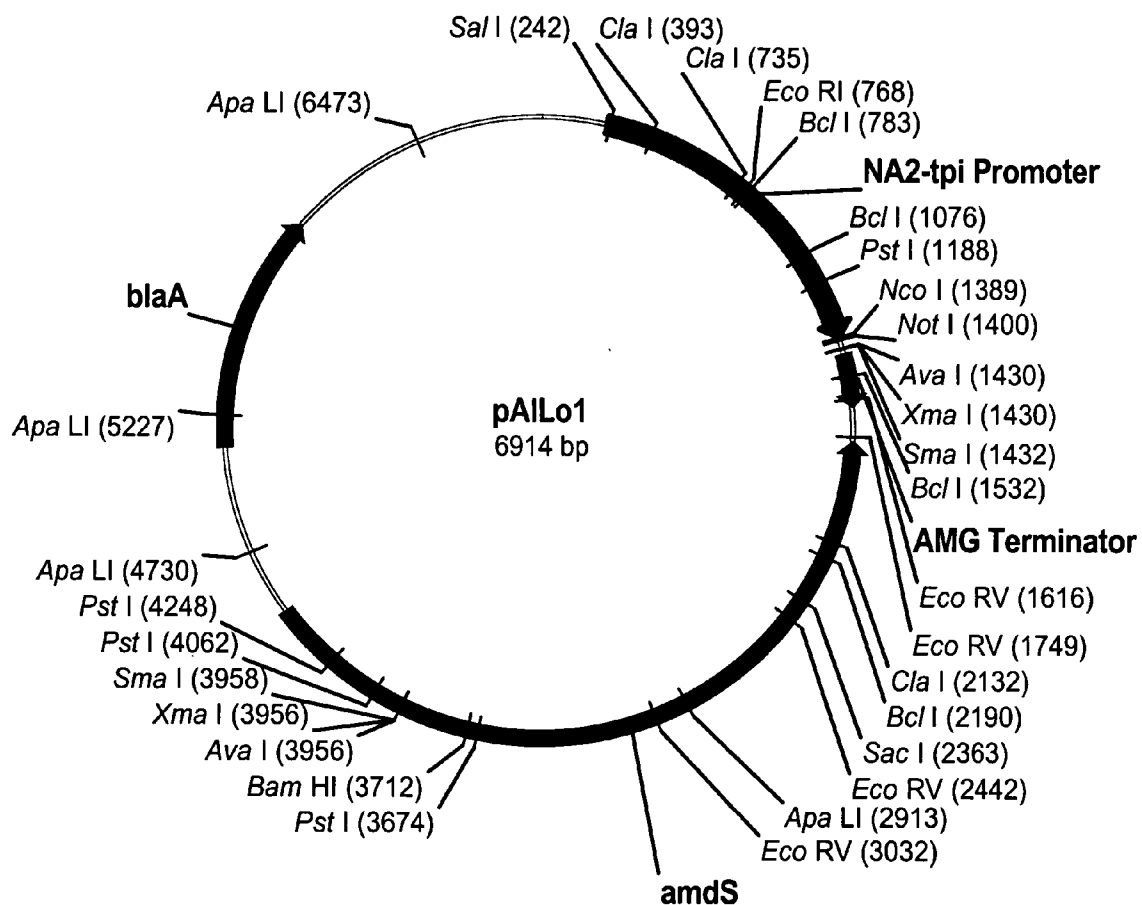 Sal I (242)
Cla I (393)
Cla I (735)
Eco RI (768)
Bcl I (783)
NA2-tpi Promoter
Bcl I (1076)
Pst I (1188)
Nco I (1389)
Not I (1400)
Ava I (1430)
Xma I (1430)
Sma I (1432)
Bcl I (1532)
AMG Terminator
Eco RV (1616)
Eco RV (1749)
Cla I (2132)
Bcl I (2190)
Sac I (2363)
Eco RV (2442)
Apa LI (2913)
Eco RV (3032)
amdS
Pst I (3674)
Bam HI (3712)
Ava I (3956)
Xma I (3956)
Sma I (3958)
Pst I (4062)
Pst I (4248)
Apa LI (4730)
Apa LI (5227)
blaA
Apa LI (6473)
pAlLo1
6914 bp